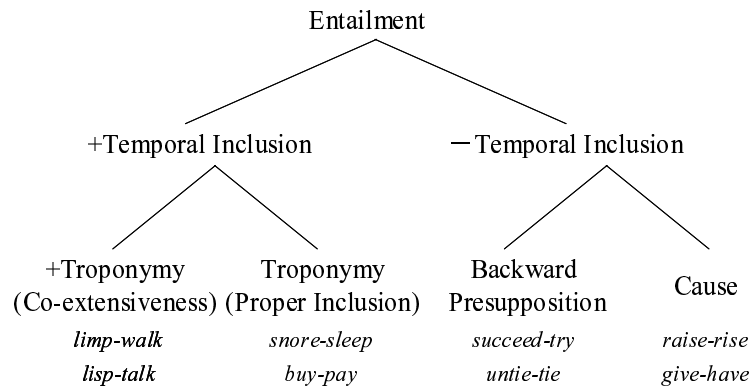 Entailment
+Temporal Inclusion
−Temporal Inclusion
+Troponymy
(Co-extensiveness)
Troponymy
(Proper Inclusion)
Backward
Presupposition
Cause
limp-walk
snore-sleep
succeed-try
raise-rise
lisp-talk
buy-pay
untie-tie
give-have